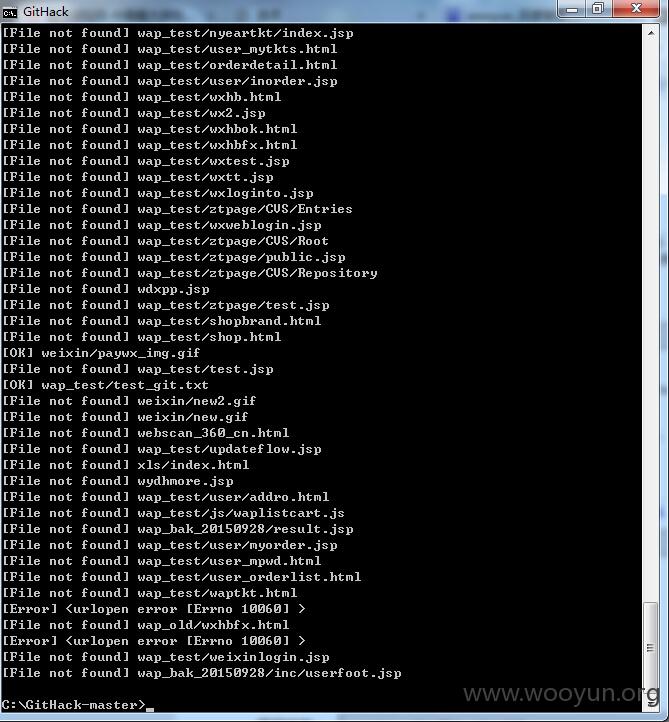 GitHack
[File not found] wap_test/nyeartkt/index.jsp
[File not found] wap_test/user_mytkts.html
[File not found] wap_test/orderdetail.html
[File not found] wap_test/user/inorder.jsp
[File not found] wap_test/wxhb.html
[File not found] wap_test/wx2.jsp
[File not found] wap_test/wxhbok.html
[File not found] wap_test/wxhbfx.html
[File not found] wap_test/wxtest.jsp
[File not found] wap_test/wxtt.jsp
[File not found] wap_test/wxloginto.jsp
[File not found] wap_test/ztpage/CVS/Entries
[File not found] wap_test/wxweblogin.jsp
[File not found] wap_test/ztpage/CVS/Root
[File not found] wap_test/ztpage/public.jsp
[File not found] wap_test/ztpage/CVS/Repository
[File not found] wdxpp.jsp
[File not found] wap_test/ztpage/test.jsp
[File not found] wap_test/shopbrand.html
[File not found] wap_test/shop.html
[OK] weixin/paywx_img.gif
[File not found] wap_test/test.jsp
[OK] wap_test/test_git.txt
[File not found] weixin/new2.gif
[File not found] weixin/new.gif
[File not found] webscan_360_cn.html
[File not found] wap_test/updateflow.jsp
[File not found] xls/index.html
[File not found] wydhmore.jsp
[File not found] wap_test/user/addro.html
[File not found] wap_test/js/waplistcart.js
[File not found] wap_bak_20150928/result.jsp
[File not found] wap_test/user/myorder.jsp
[File not found] wap_test/user_mpwd.html
[File not found] wap_test/user_orderlist.html
[File not found] wap_test/waptkt.html
[Error] <urlopen error [Errno 10060] >
[File not found] wap_old/wxhbfx.html
[Error] <urlopen error [Errno 10060] >
[File not found] wap_test/weixinlogin.jsp
[File not found] wap_bak_20150928/inc/userfoot.jsp
C:\GitHack-master>_
www.wooyun.org